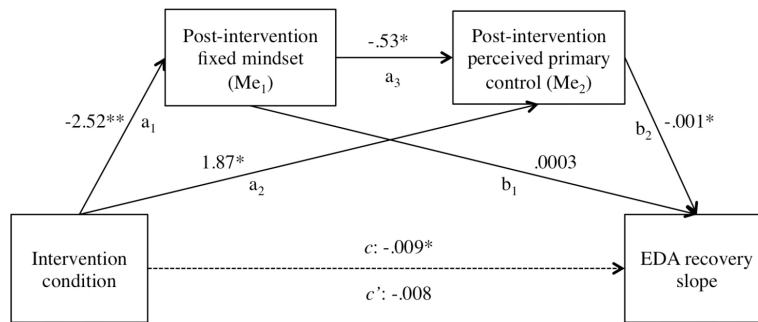 Post-intervention
fixed mindset
(Me₁)
-.53*
a₃
Post-intervention
perceived primary
control (Me₂)
-2.52**
a₁
1.87*
a₂
.0003
b₁
b₂
-.001*
Intervention
condition
c: -.009*
c’: -.008
EDA recovery
slope